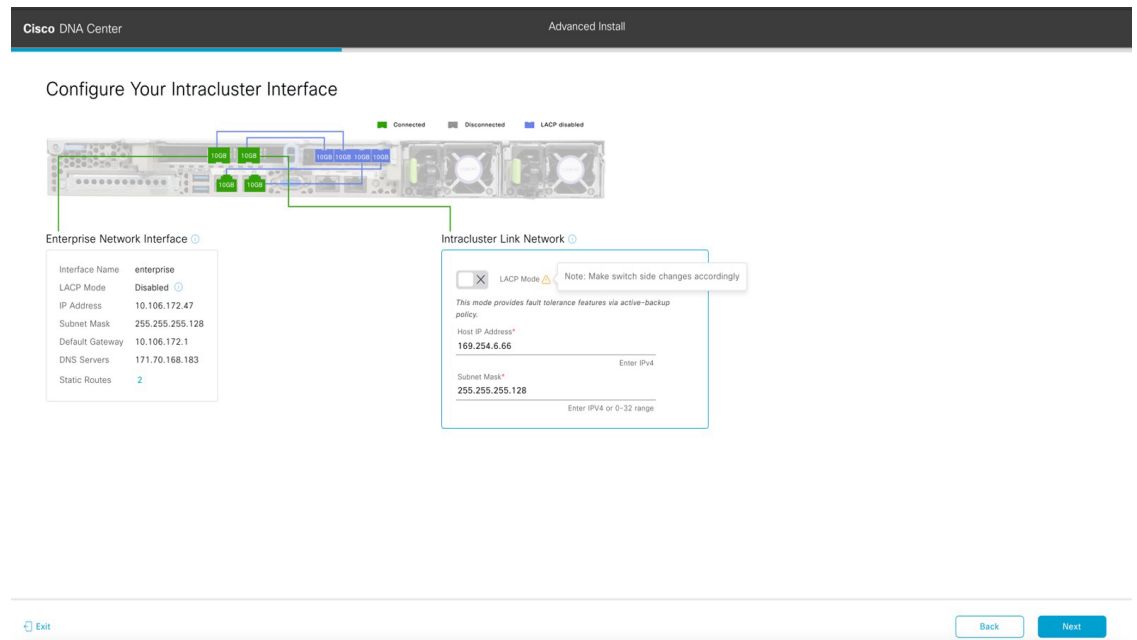 Cisco DNA Center
Advanced Install
Configure Your Intracluster Interface
Connected
Disconnected
LACP disabled
10GB 10GB
10GB 10GB 10GB 10GB
10GB 10GB
Enterprise Network Interface
Interface Name enterprise
LACP Mode Disabled
IP Address 10.106.172.47
Subnet Mask 255.255.255.128
Default Gateway 10.106.172.1
DNS Servers 171.70.168.183
Static Routes 2
Intracluster Link Network
LACP Mode
Note: Make switch side changes accordingly
This mode provides fault tolerance features via active-backup
policy.
Host IP Address*
169.254.6.66
Enter IPv4
Subnet Mask*
255.255.255.128
Enter IPV4 or 0-32 range
Exit
Back
Next